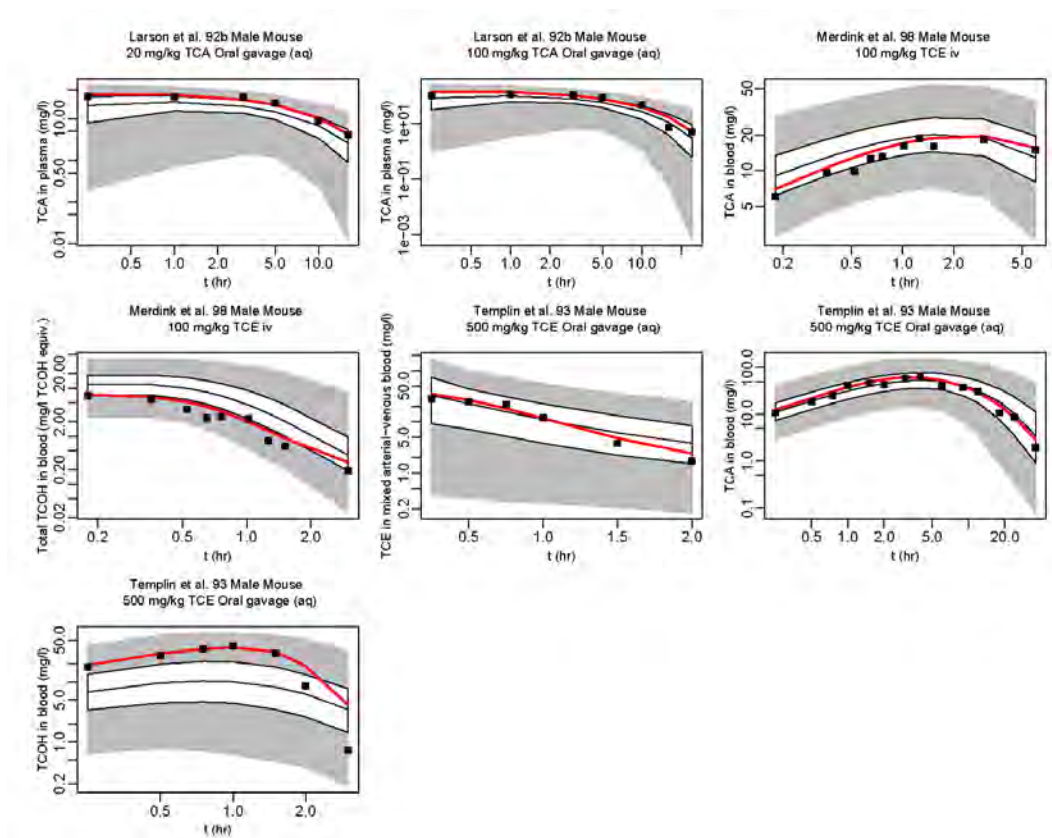 Larson et al. 92b Male Mouse
20 mg/kg TCA Oral gavage (aq)
TCA in plasma (mg/l)
10.00
0.50
0.01
0.5 1.0 2.0 5.0 10.0
t (hr)
Larson et al. 92b Male Mouse
100 mg/kg TCA Oral gavage (aq)
TCA in plasma (mg/l)
1e+01
1e-01
1e-03
0.5 1.0 2.0 5.0 10.0
t (hr)
Merdink et al. 98 Male Mouse
100 mg/kg TCE iv
TCA in blood (mg/l)
50
20
10
5
0.2 0.5 1.0 2.0 5.0
t (hr)
Merdink et al. 98 Male Mouse
100 mg/kg TCE iv
Total TCOH in blood (mg/l TCOH equiv.)
20.00
2.00
0.20
0.02
0.2 0.5 1.0 2.0
t (hr)
Templin et al. 93 Male Mouse
500 mg/kg TCE Oral gavage (aq)
TCE in mixed arterial-venous blood (mg/l)
50.0
5.0
1.0
0.2
0.5 1.0 1.5 2.0
t (hr)
Templin et al. 93 Male Mouse
500 mg/kg TCE Oral gavage (aq)
TCA in blood (mg/l)
100.0
10.0
1.0
0.1
0.5 1.0 2.0 5.0 20.0
t (hr)
Templin et al. 93 Male Mouse
500 mg/kg TCE Oral gavage (aq)
TCOH in blood (mg/l)
50.0
5.0
1.0
0.2
0.5 1.0 2.0
t (hr)